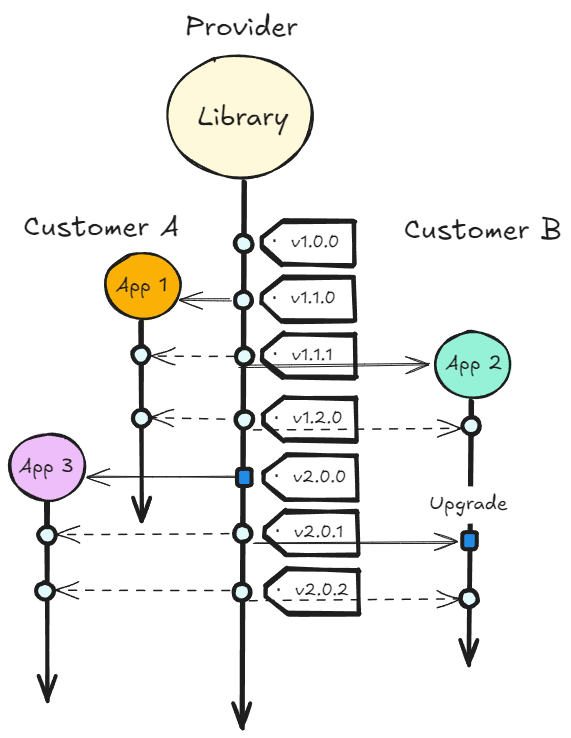 Provider
Library
Customer A
Customer B
v1.0.0
App 1
v1.1.0
v1.1.1
App 2
v1.2.0
App 3
v2.0.0
Upgrade
v2.0.1
v2.0.2